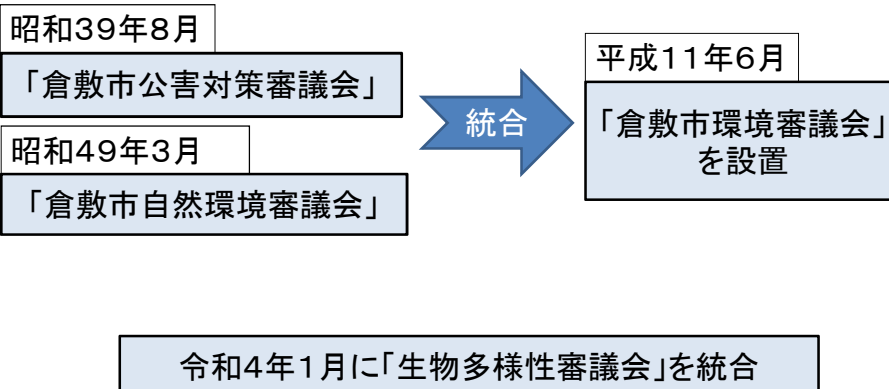 昭和39年8月
「倉敷市公害対策審議会」
昭和49年3月
「倉敷市自然環境審議会」
統合
平成11年6月
「倉敷市環境審議会」
を設置
令和4年1月に「生物多様性審議会」を統合